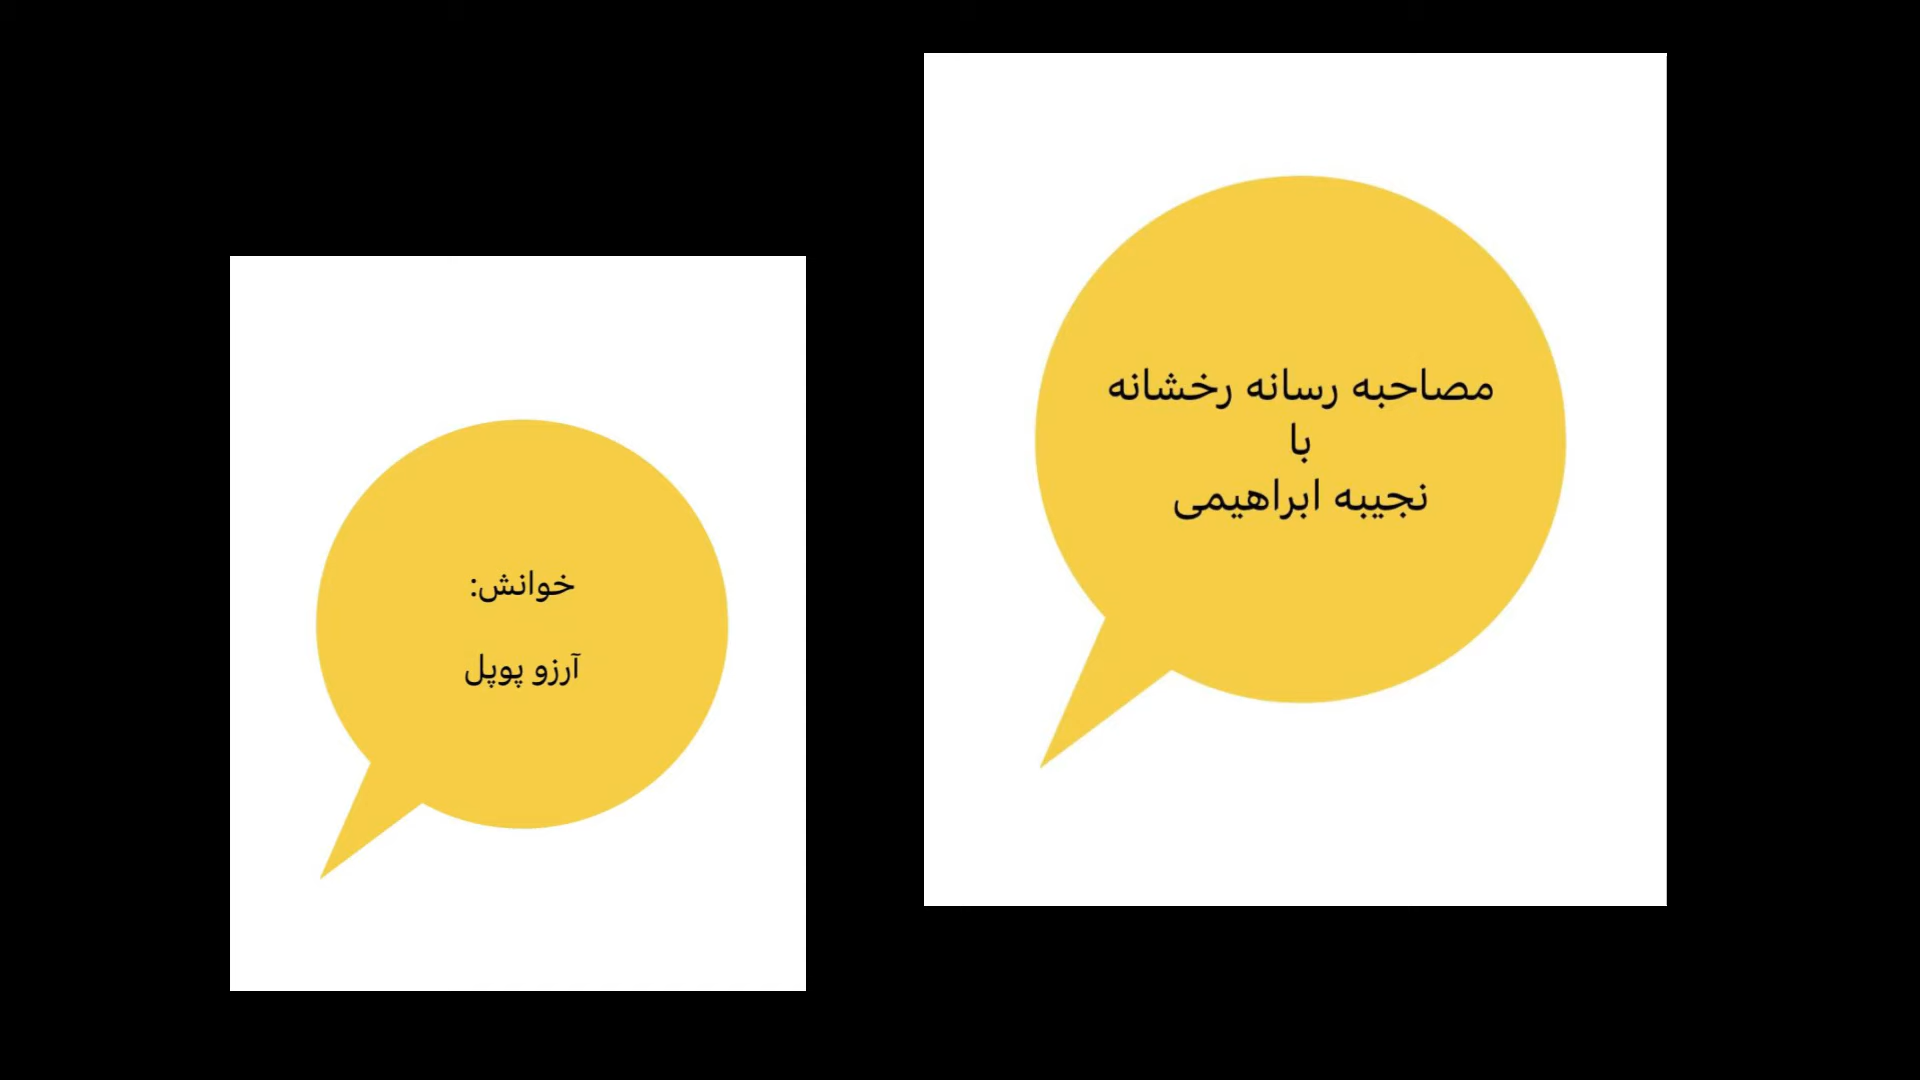 مصاحبه رسانه رخشانه
با
نجیبه ابراهیمی
خوانش:
آرزو پوپل